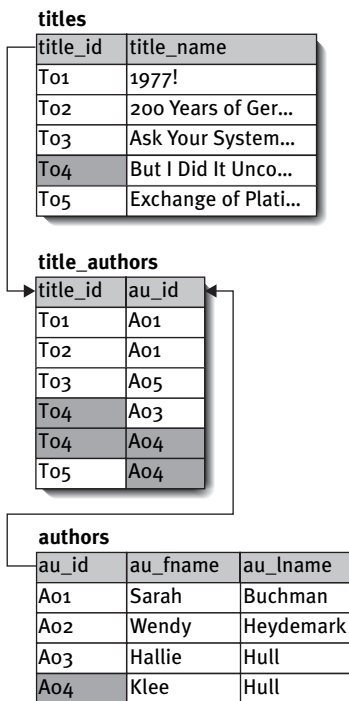 titles
title_id title_name
T01 1977!
T02 200 Years of Ger...
T03 Ask Your System...
T04 But I Did It Unco...
T05 Exchange of Plati...
title_authors
title_id au_id
T01 A01
T02 A01
T03 A05
T04 A03
T04 A04
T05 A04
authors
au_id au_fname au_lname
A01 Sarah Buchman
A02 Wendy Heydemark
A03 Hallie Hull
A04 Klee Hull